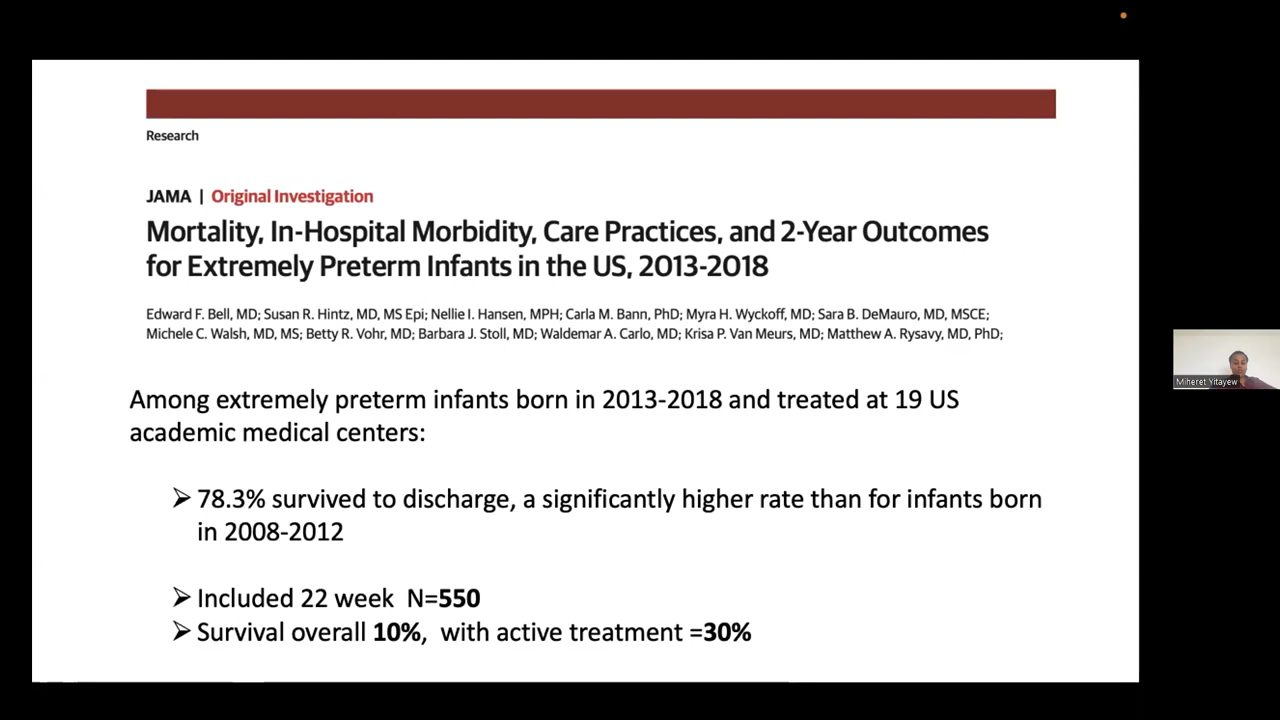 Research
JAMA | Original Investigation
Mortality, In-Hospital Morbidity, Care Practices, and 2-Year Outcomes
for Extremely Preterm Infants in the US, 2013-2018
Edward F. Bell, MD; Susan R. Hintz, MD, MS Epi; Nellie I. Hansen, MPH; Carla M. Bann, PhD; Myra H. Wyckoff, MD; Sara B. DeMauro, MD, MSCE;
Michele C. Walsh, MD, MS; Betty R. Vohr, MD; Barbara J. Stoll, MD; Waldemar A. Carlo, MD; Krisa P. Van Meurs, MD; Matthew A. Rysavy, MD, PhD;
Among extremely preterm infants born in 2013-2018 and treated at 19 US
academic medical centers:
➢ 78.3% survived to discharge, a significantly higher rate than for infants born
in 2008-2012
➢ Included 22 week N=550
➢ Survival overall 10%, with active treatment =30%
Miheret Yitayew